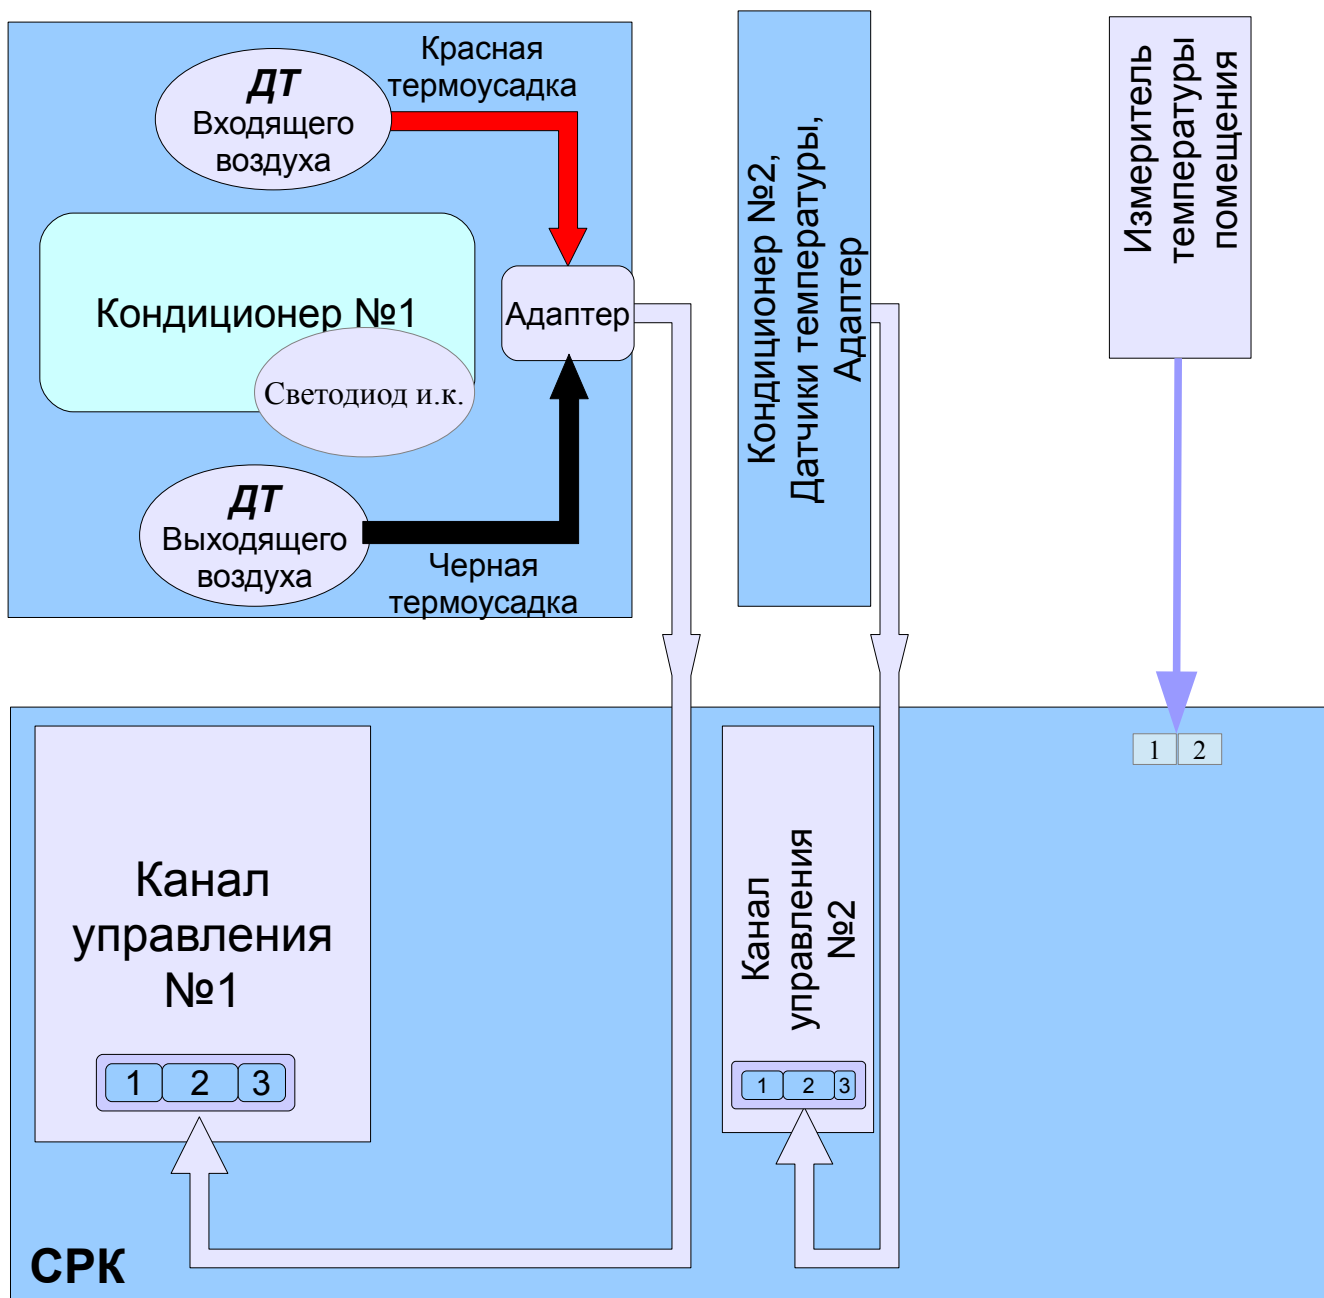 Красная
термоусадка
ДТ
Входящего
воздуха
Кондиционер №1
Адаптер
Светодиод и.к.
ДТ
Выходящего
воздуха
Черная
термоусадка
Кондиционер №2,
Датчики температуры,
Адаптер
Измеритель
температуры
помещения
1 2
Канал
управления
№1
1 2 3
Канал
управления
№2
1 2 3
СРК